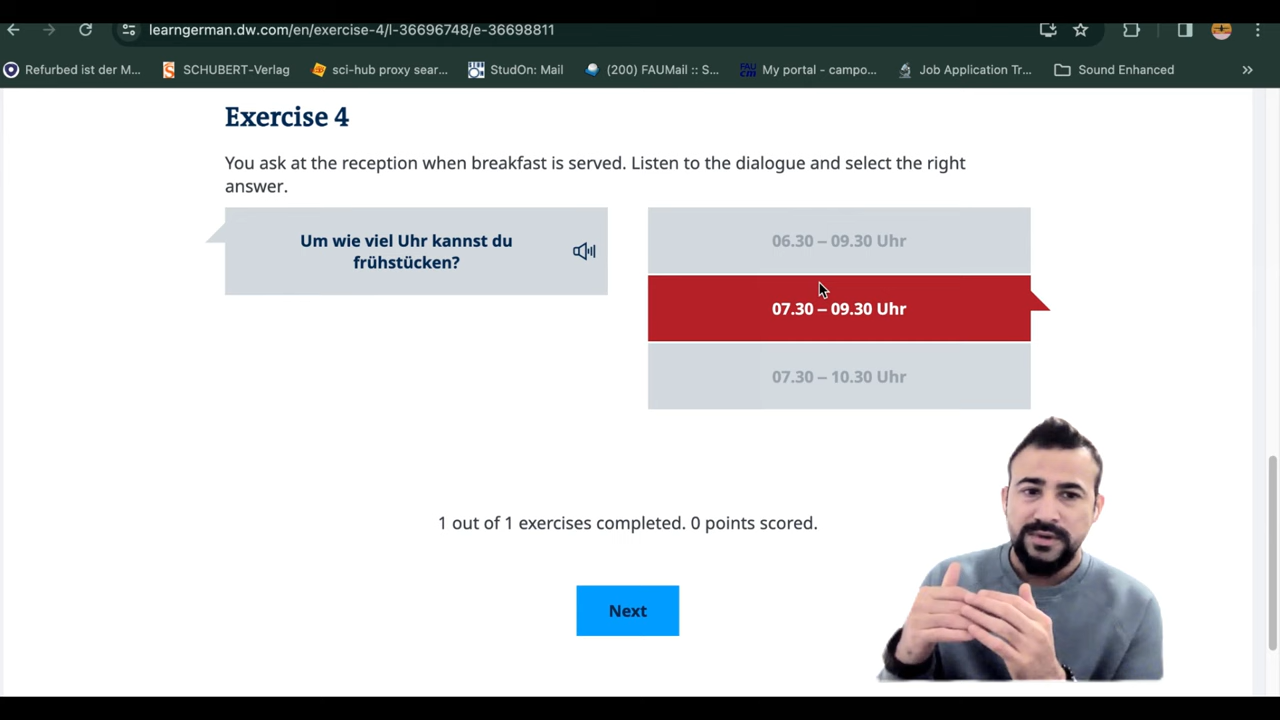 learngerman.dw.com/en/exercise-4/l-36696748/e-36698811
Refurbed ist der M...
SCHUBERT-Verlag
sci-hub proxy sear...
StudOn: Mail
(200) FAUMail :: S...
My portal - campo...
Job Application Tr...
Sound Enhanced
Exercise 4
You ask at the reception when breakfast is served. Listen to the dialogue and select the right
answer.
Um wie viel Uhr kannst du
frühstücken?
06.30 – 09.30 Uhr
07.30 – 09.30 Uhr
07.30 – 10.30 Uhr
1 out of 1 exercises completed. 0 points scored.
Next